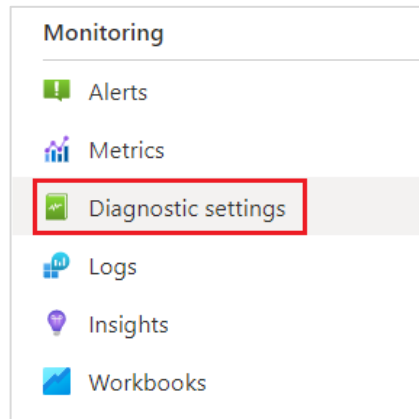 Monitoring
Alerts
Metrics
Diagnostic settings
Logs
Insights
Workbooks